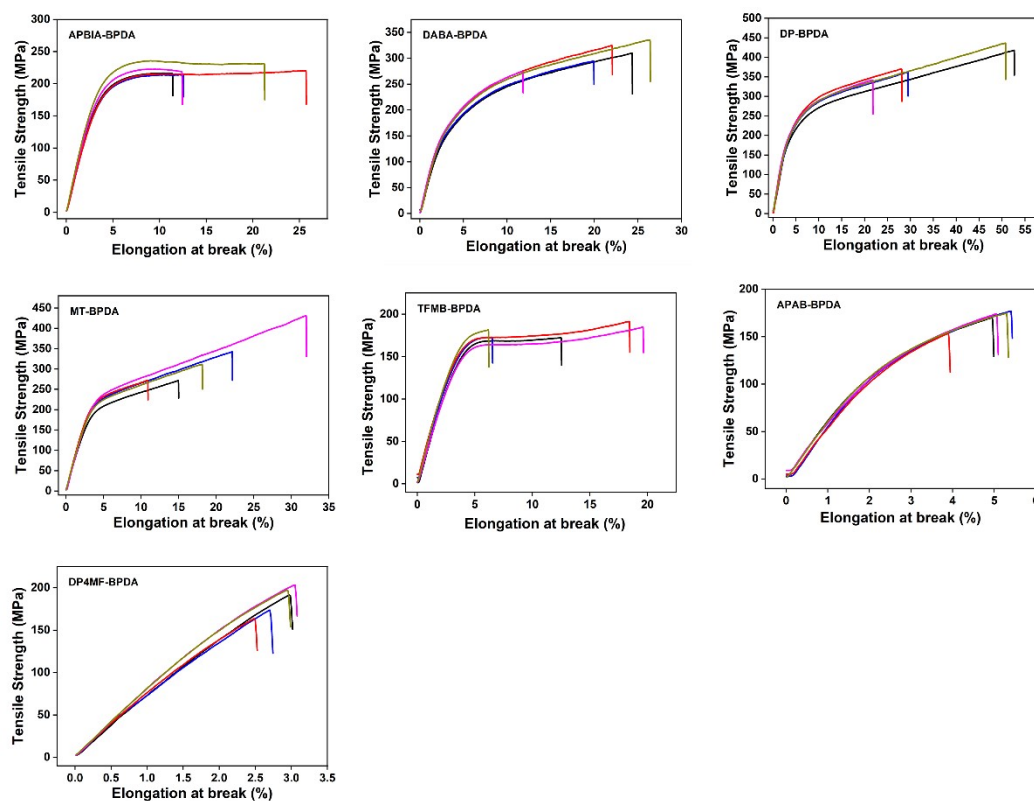 APBIA-BPDA
Tensile Strength (MPa)
300
250
200
150
100
50
0
0 5 10 15 20 25
Elongation at break (%)
DABA-BPDA
Tensile Strength (MPa)
350
300
250
200
150
100
50
0
0 5 10 15 20 25 30
Elongation at break (%)
DP-BPDA
Tensile Strength (MPa)
500
450
400
350
300
250
200
150
100
50
0
0 5 10 15 20 25 30 35 40 45 50 55
Elongation at break (%)
MT-BPDA
Tensile Strength (MPa)
450
400
350
300
250
200
150
100
50
0
0 5 10 15 20 25 30 35
Elongation at break (%)
TFMB-BPDA
Tensile Strength (MPa)
200
150
100
50
0
0 5 10 15 20
Elongation at break (%)
APAB-BPDA
Tensile Strength (MPa)
200
150
100
50
0
0 1 2 3 4 5
Elongation at break (%)
DP4MF-BPDA
Tensile Strength (MPa)
200
150
100
50
0
0.0 0.5 1.0 1.5 2.0 2.5 3.0 3.5
Elongation at break (%)